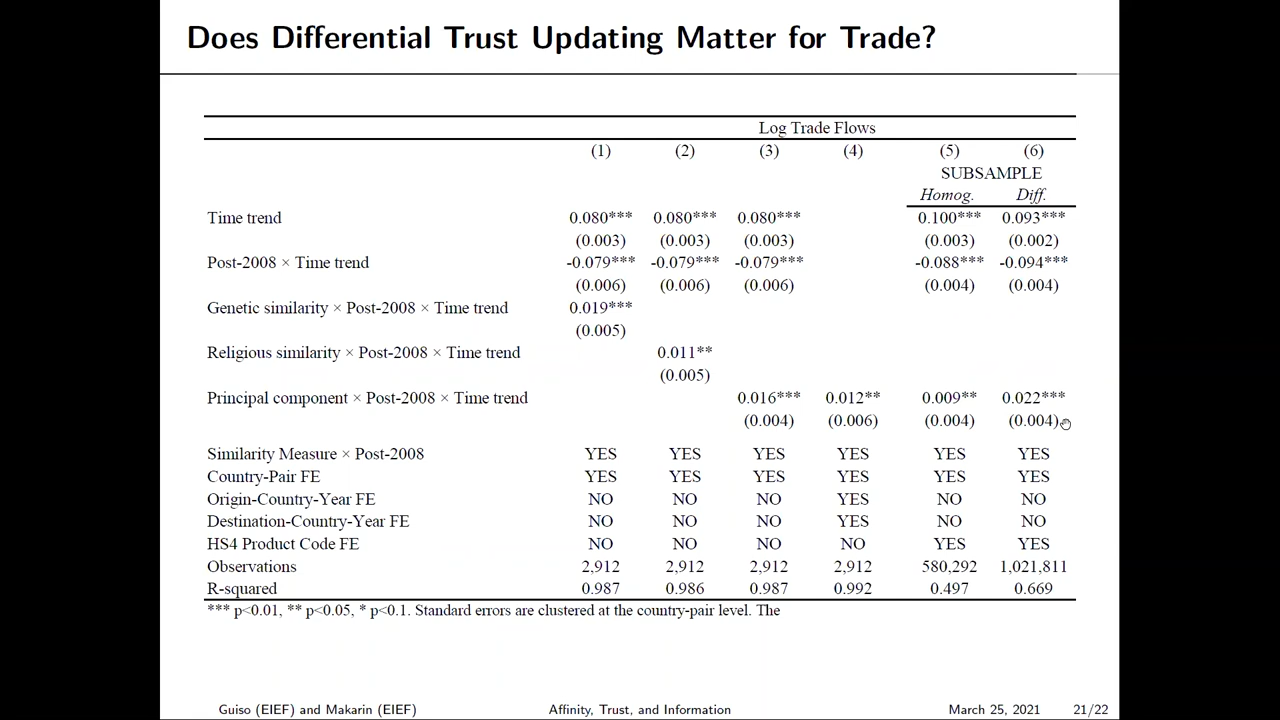 Does Differential Trust Updating Matter for Trade?
Log Trade Flows
(1) (2) (3) (4) (5) (6)
SUBSAMPLE
Homog. Diff.
Time trend 0.080*** 0.080*** 0.080*** 0.100*** 0.093***
(0.003) (0.003) (0.003) (0.003) (0.002)
Post-2008 × Time trend -0.079*** -0.079*** -0.079*** -0.088*** -0.094***
(0.006) (0.006) (0.006) (0.004) (0.004)
Genetic similarity × Post-2008 × Time trend 0.019***
(0.005)
Religious similarity × Post-2008 × Time trend 0.011**
(0.005)
Principal component × Post-2008 × Time trend 0.016*** 0.012** 0.009** 0.022***
(0.004) (0.006) (0.004) (0.004)
Similarity Measure × Post-2008 YES YES YES YES YES YES
Country-Pair FE YES YES YES YES YES YES
Origin-Country-Year FE NO NO NO YES NO NO
Destination-Country-Year FE NO NO NO YES NO NO
HS4 Product Code FE NO NO NO NO YES YES
Observations 2,912 2,912 2,912 2,912 580,292 1,021,811
R-squared 0.987 0.986 0.987 0.992 0.497 0.669
*** p<0.01, ** p<0.05, * p<0.1. Standard errors are clustered at the country-pair level. The
Guiso (EIEF) and Makarin (EIEF) Affinity, Trust, and Information March 25, 2021 21/22